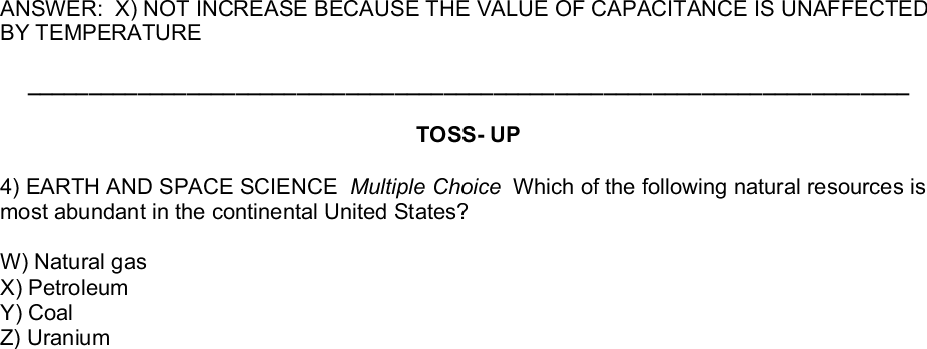 ANSWER: X) NOT INCREASE BECAUSE THE VALUE OF CAPACITANCE IS UNAFFECTED
BY TEMPERATURE
TOSS- UP
4) EARTH AND SPACE SCIENCE Multiple Choice Which of the following natural resources is
most abundant in the continental United States?
W) Natural gas
X) Petroleum
Y) Coal
Z) Uranium